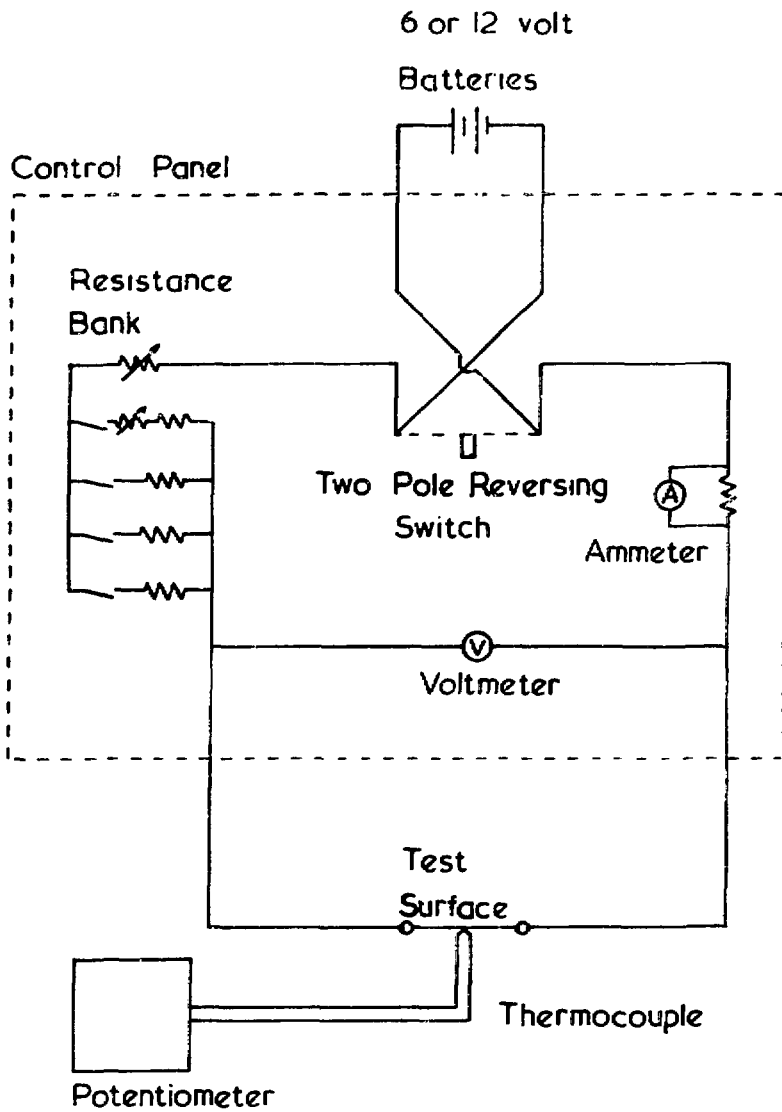 6 or 12 volt
Batteries
Control Panel
Resistance
Bank
Two Pole Reversing
Switch
A
Ammeter
V
Voltmeter
Test
Surface
Thermocouple
Potentiometer